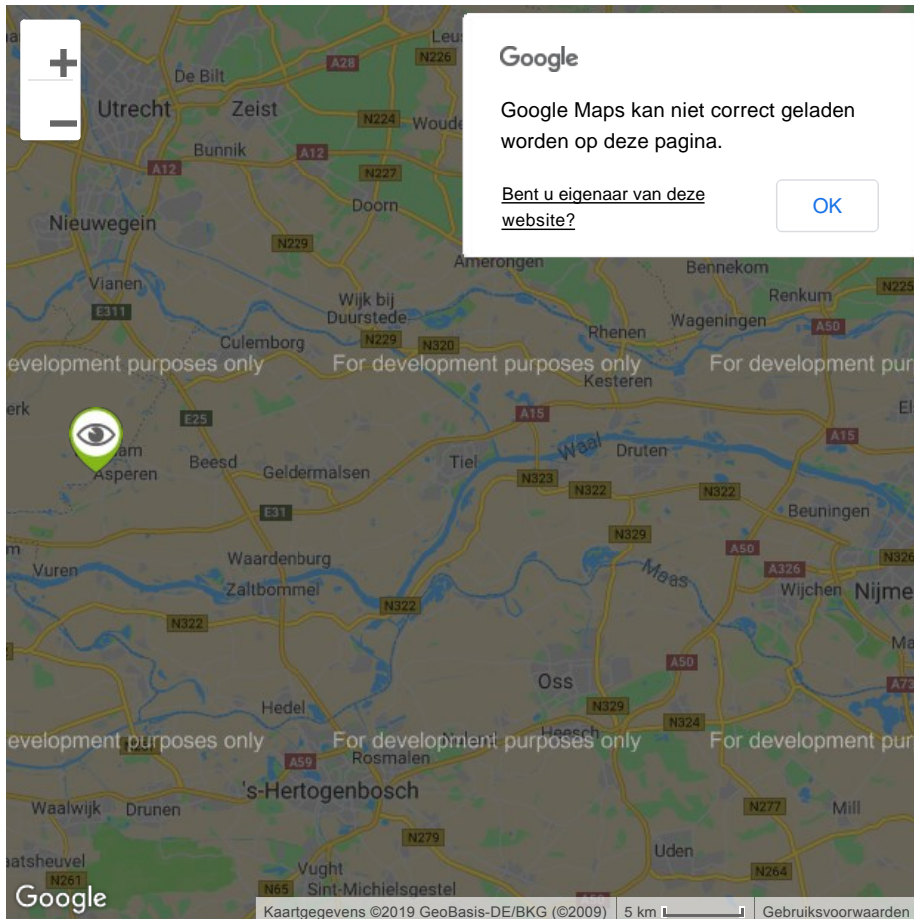 Leu
A28
N226
De Bilt
Utrecht
Zeist
N224
Woude
Bunnik
A12
A12
N227
Doorn
Nieuwegein
N229
Google
Google Maps kan niet correct geladen
worden op deze pagina.
Bent u eigenaar van deze
website?
OK
Amerongen
Bennekom
Vianen
Renkum
N225
Wijk bij
Duurstede
E311
Wageningen
A50
Rhenen
Culemborg
N229
N320
evelopment purposes only
For development purposes only
For development pur
Kesteren
erk
El
E25
A15
A15
Waal
Druten
am
Asperen
Beesd
Geldermalsen
Tiel
N323
N322
N322
E31
Beuningen
N329
m
A50
N326
Vuren
Waardenburg
Maas
A326
Zaltbommel
Wijchen
Nijme
N322
N322
Ma
A50
Oss
A73
Hedel
N329
N324
evelopment purposes only
For development purposes only
For development pur
Heesch
A59
Rosmalen
's-Hertogenbosch
Waalwijk
Drunen
N277
Mill
N279
aatsheuvel
Uden
Vught
N264
N261
N65
Sint-Michielsgestel
Google
Kaartgegevens ©2019 GeoBasis-DE/BKG (©2009)
5 km
Gebruiksvoorwaarden